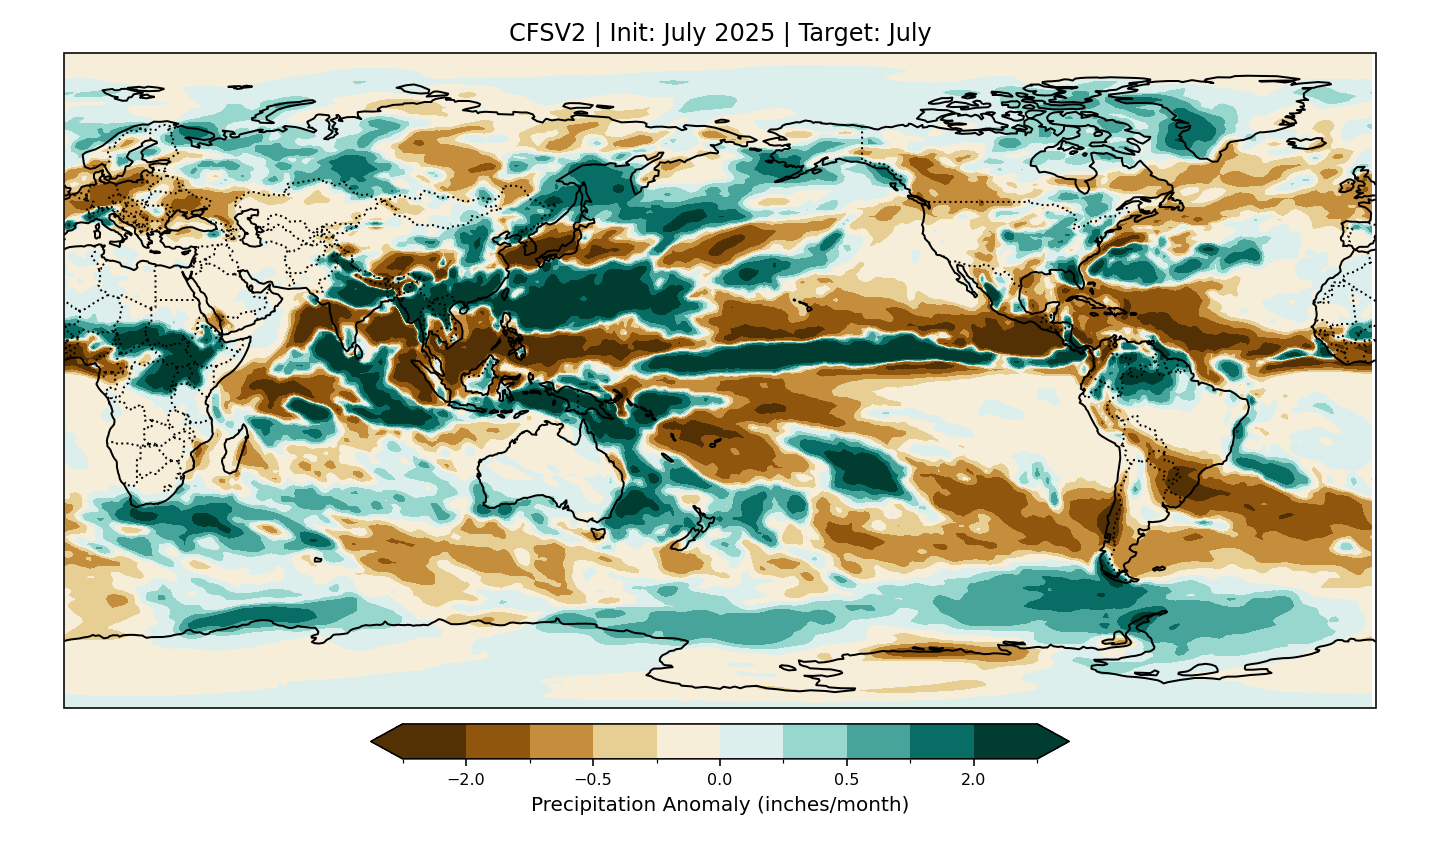 CFSV2 | Init: July 2025 | Target: July
−2.0 −0.5 0.0 0.5 2.0
Precipitation Anomaly (inches/month)